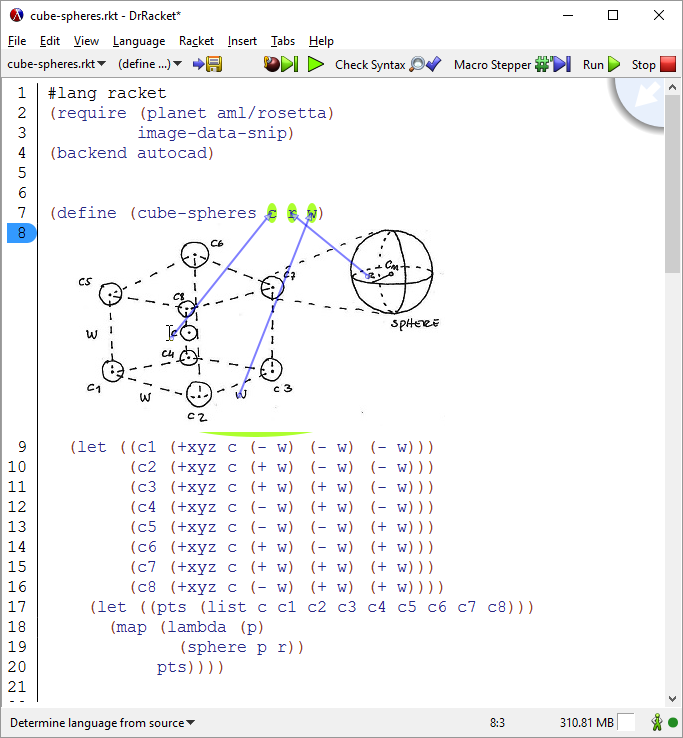 cube-spheres.rkt - DrRacket*
File Edit View Language Racket Insert Tabs Help
cube-spheres.rkt (define ...) Check Syntax Macro Stepper Run Stop
1 #lang racket
2 (require (planet aml/rosetta)
3 image-data-snip)
4 (backend autocad)
5
6
7 (define (cube-spheres c r w)
8
C6
C5 C8 C7 R Cm
SPHERE
W C
C4
C1 W C2 W C3
9 (let ((c1 (+xyz c (- w) (- w) (- w)))
10 (c2 (+xyz c (+ w) (- w) (- w)))
11 (c3 (+xyz c (+ w) (+ w) (- w)))
12 (c4 (+xyz c (- w) (+ w) (- w)))
13 (c5 (+xyz c (- w) (- w) (+ w)))
14 (c6 (+xyz c (+ w) (- w) (+ w)))
15 (c7 (+xyz c (+ w) (+ w) (+ w)))
16 (c8 (+xyz c (- w) (+ w) (+ w))))
17 (let ((pts (list c c1 c2 c3 c4 c5 c6 c7 c8)))
18 (map (lambda (p)
19 (sphere p r))
20 pts))))
21
Determine language from source 8:3 310.81 MB